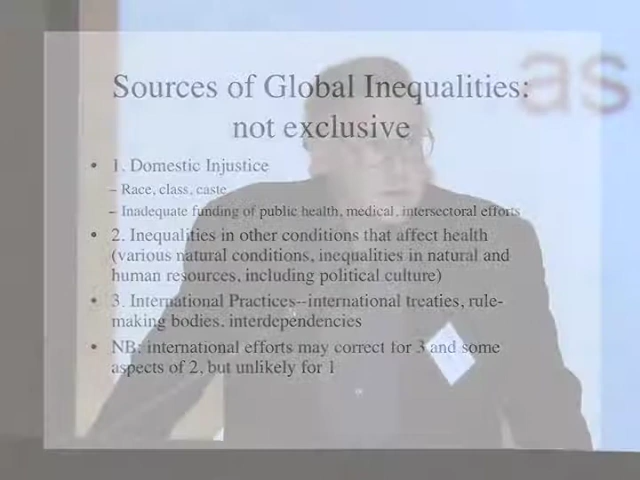 as
Sources of Global Inequalities:
not exclusive
• 1. Domestic Injustice
– Race, class, caste
– Inadequate funding of public health, medical, intersectoral efforts
• 2. Inequalities in other conditions that affect health
(various natural conditions, inequalities in natural and
human resources, including political culture)
• 3. International Practices--international treaties, rule-
making bodies, interdependencies
• NB: international efforts may correct for 3 and some
aspects of 2, but unlikely for 1